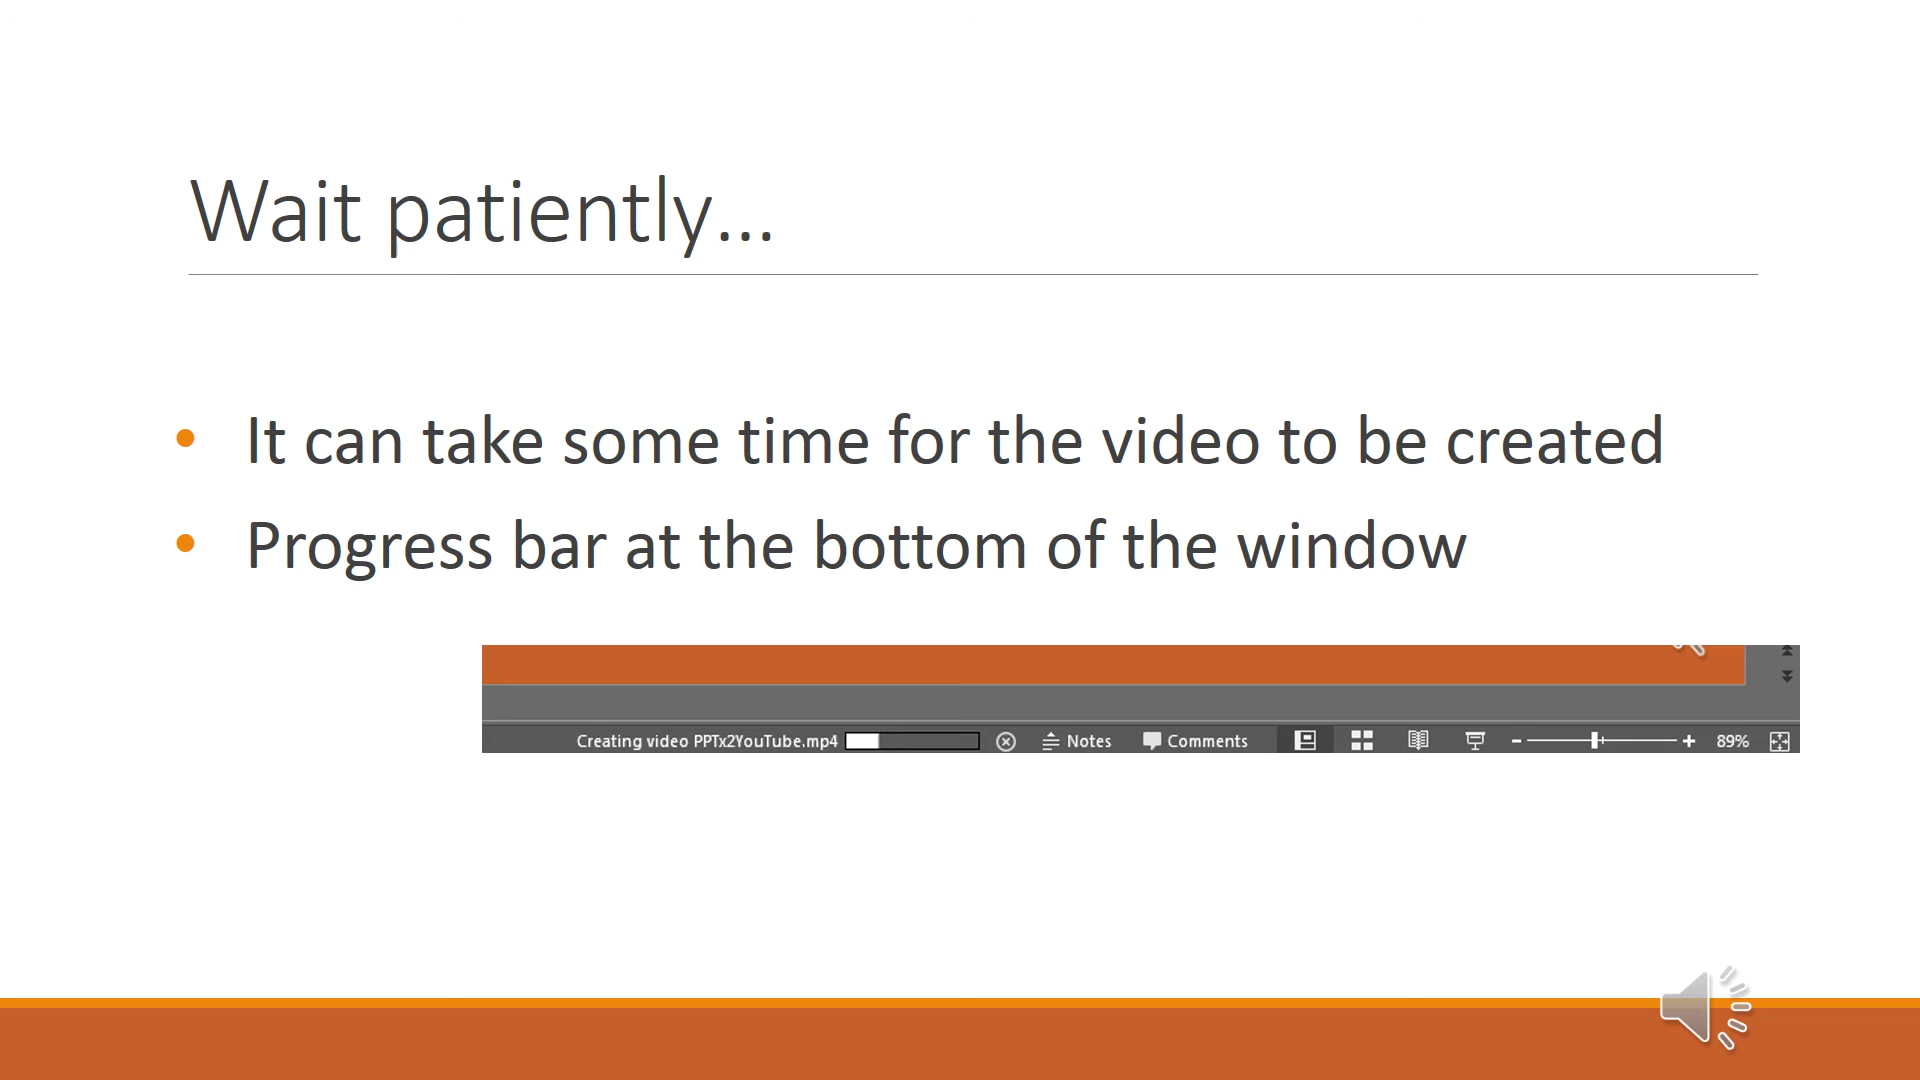 Wait patiently...
• It can take some time for the video to be created
• Progress bar at the bottom of the window
Creating video PPTx2YouTube.mp4 Notes Comments 89%